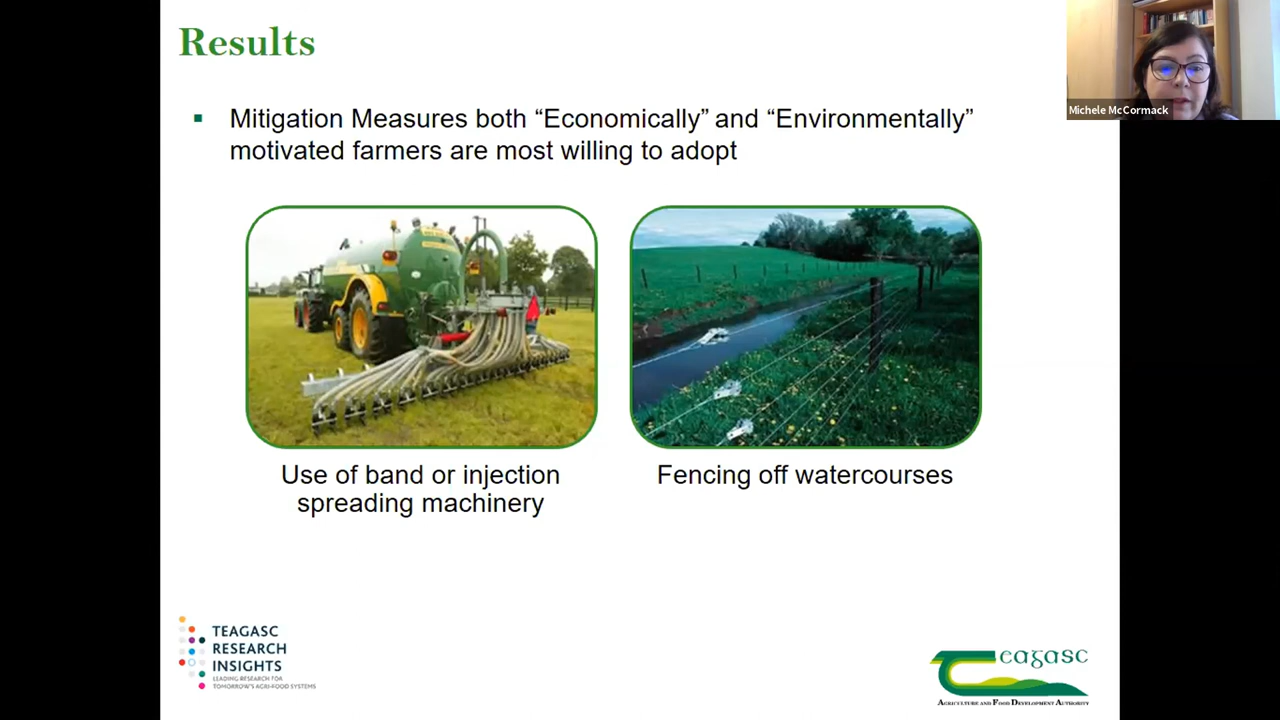 Results
Michele McCormack
▪ Mitigation Measures both “Economically” and “Environmentally”
motivated farmers are most willing to adopt
Use of band or injection
spreading machinery
Fencing off watercourses
TEAGASC
RESEARCH
INSIGHTS
LEADING RESEARCH FOR
TOMORROW'S AGRI-FOOD SYSTEMS
eagasc
AGRICULTURE AND FOOD DEVELOPMENT AUTHORITY